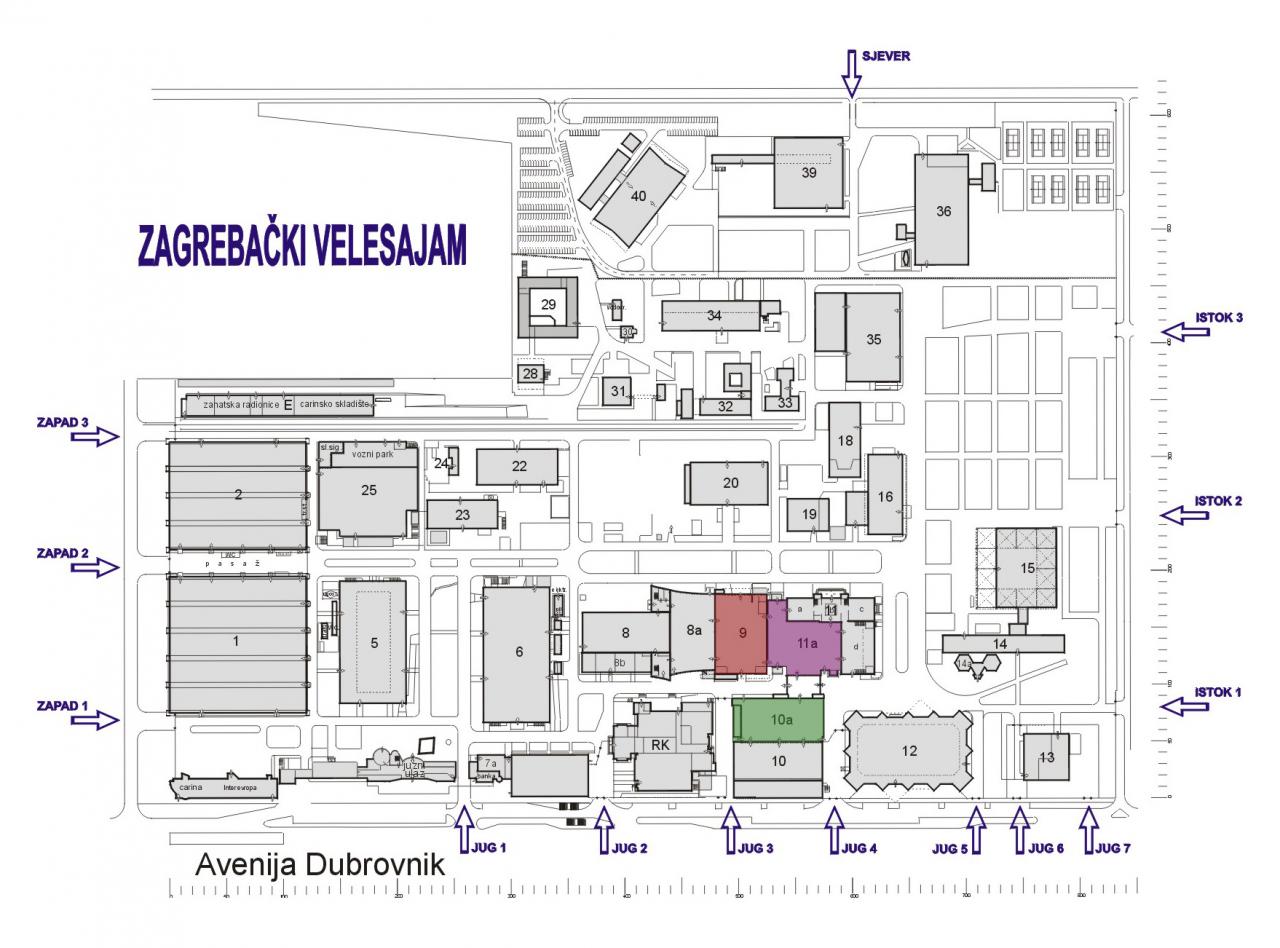 SJEVER
39
40
36
ZAGREBAČKI VELESAJAM
29
34
ISTOK 3
30
35
28
31
32
33
zanatska radionice E carinsko skladište
ZAPAD 3
18
sl.sig
vozni park
24
22
20
16
2
25
ISTOK 2
23
19
ZAPAD 2
WC
pasaž
15
a
11
c
1
5
6
8
8a
9
11a
d
14
8b
14a
ZAPAD 1
ISTOK 1
10a
RK
12
13
južni
ulaz
7a
banka
10
carina
Interevropa
JUG 1
JUG 2
JUG 3
JUG 4
JUG 5
JUG 6
JUG 7
Avenija Dubrovnik